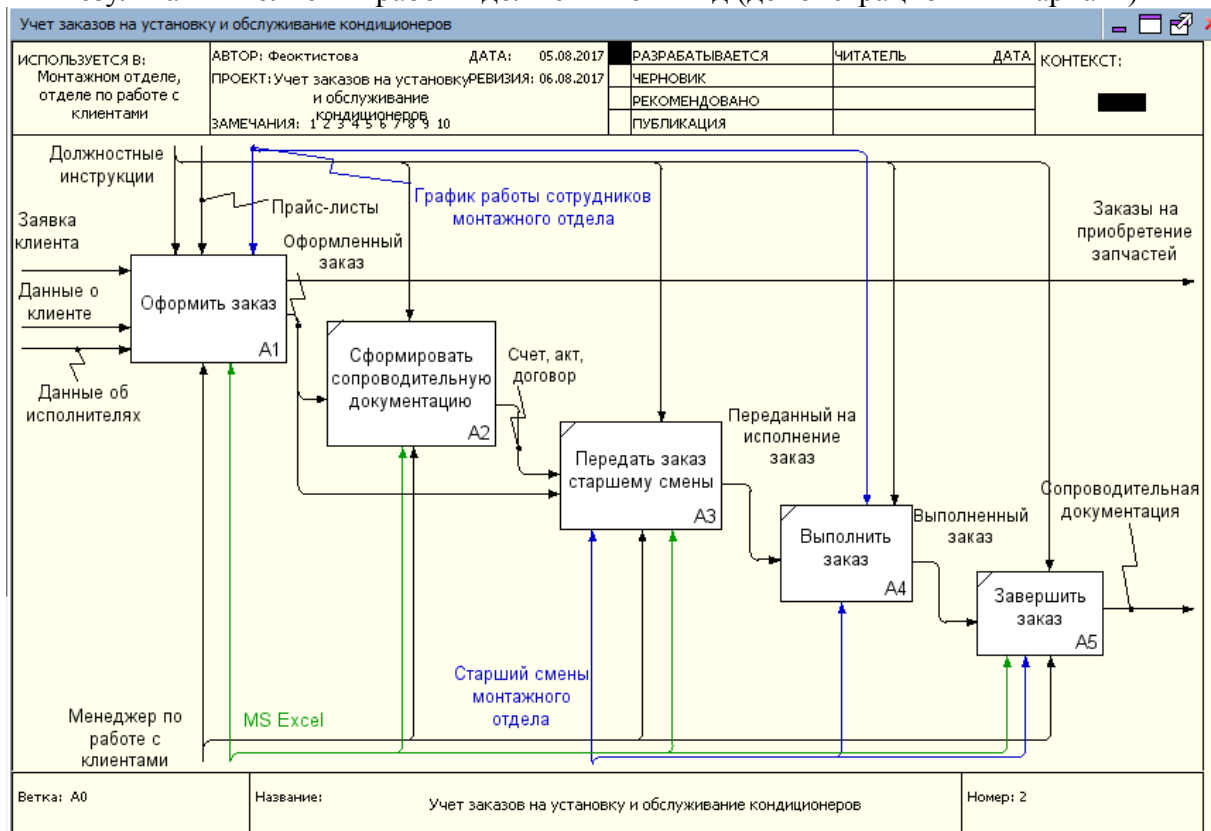 Учет заказов на установку и обслуживание кондиционеров
ИСПОЛЬЗУЕТСЯ В:
Монтажном отделе,
отделе по работе с
клиентами
АВТОР: Феоктистова
ДАТА: 05.08.2017
ПРОЕКТ: Учет заказов на установку
и обслуживание
кондиционеров
РЕВИЗИЯ: 06.08.2017
ЗАМЕЧАНИЯ: 1 2 3 4 5 6 7 8 9 10
РАЗРАБАТЫВАЕТСЯ
ЧЕРНОВИК
РЕКОМЕНДОВАНО
ПУБЛИКАЦИЯ
ЧИТАТЕЛЬ
ДАТА
КОНТЕКСТ:
Должностные
инструкции
Прайс-листы
График работы сотрудников
монтажного отдела
Заявка
клиента
Оформленный
заказ
Заказы на
приобретение
запчастей
Данные о
клиенте
Оформить заказ
A1
Данные об
исполнителях
Сформировать
сопроводительную
документацию
A2
Счет, акт,
договор
Передать заказ
старшему смены
A3
Переданный на
исполнение
заказ
Выполнить
заказ
A4
Выполненный
заказ
Сопроводительная
документация
Завершить
заказ
A5
Старший смены
монтажного
отдела
Менеджер по
работе с
клиентами
MS Excel
Ветка: A0
Название:
Учет заказов на установку и обслуживание кондиционеров
Номер: 2